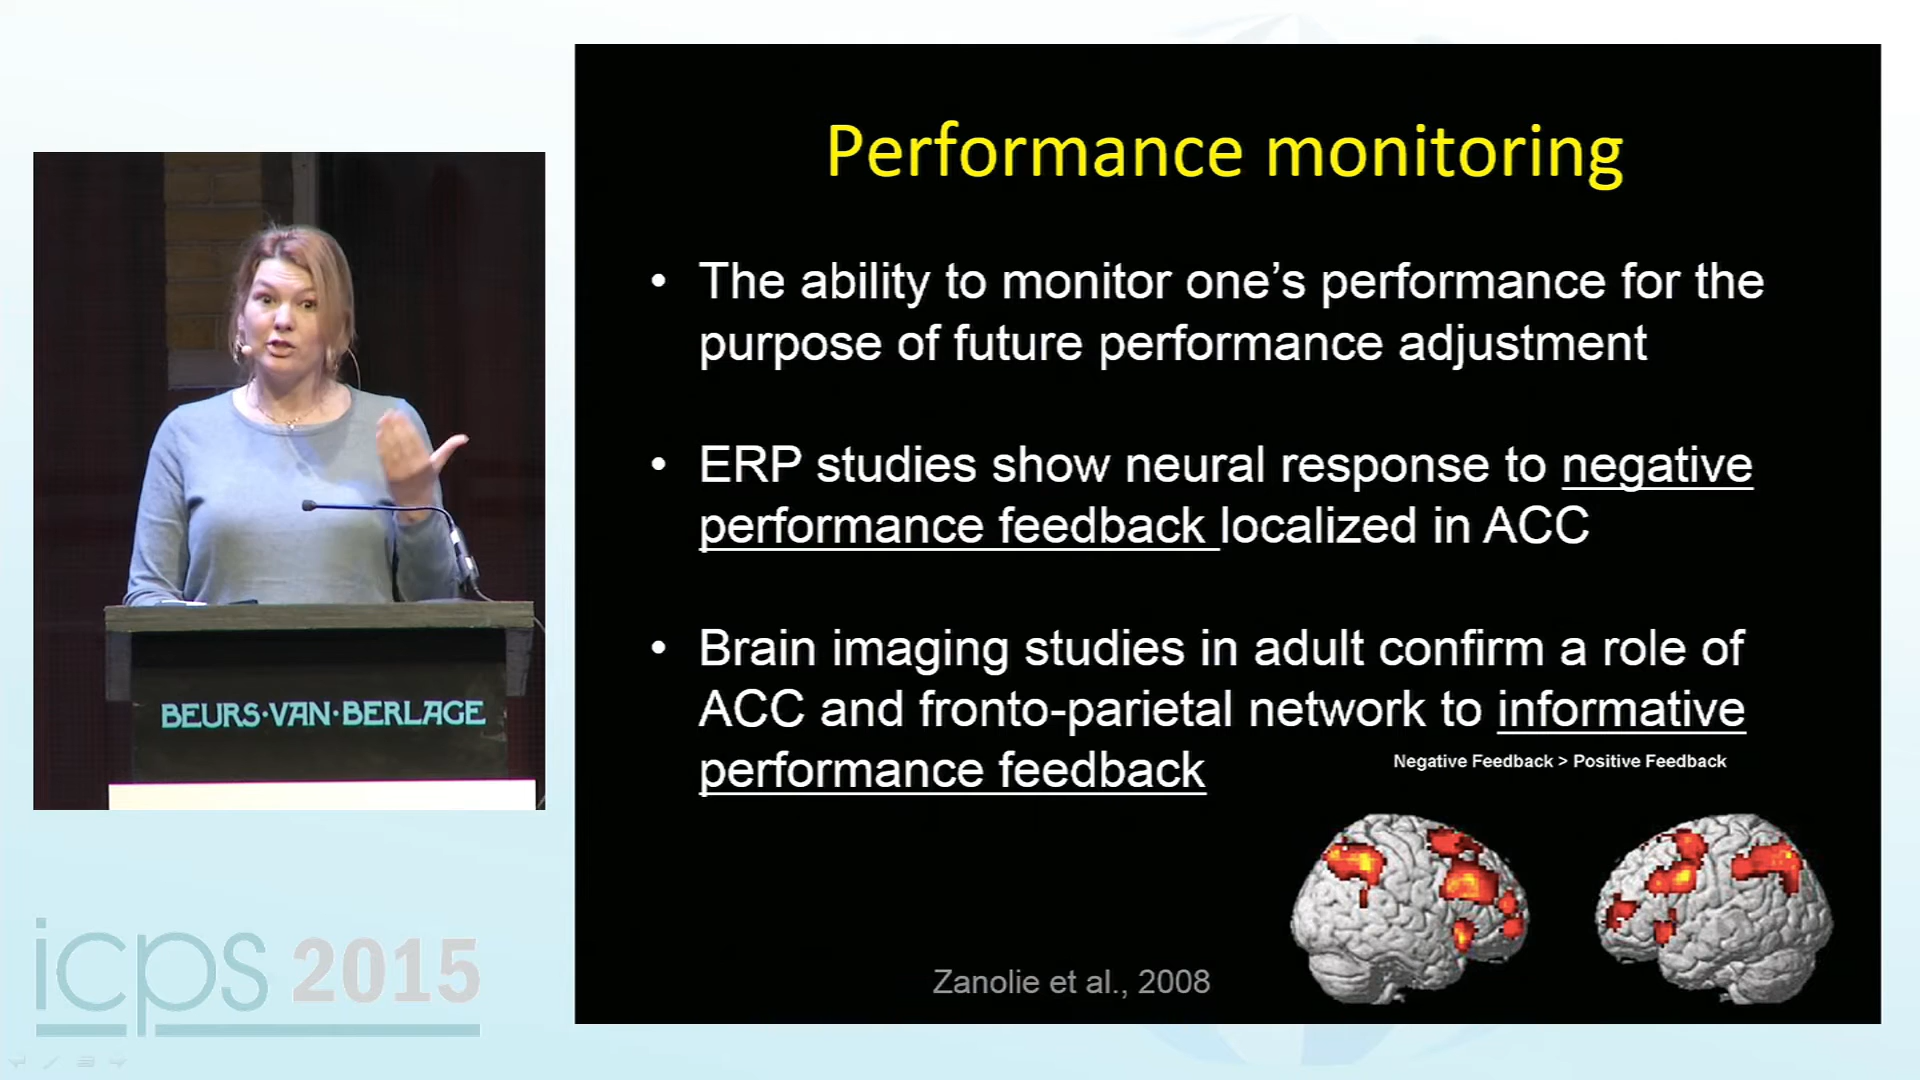 Performance monitoring
• The ability to monitor one’s performance for the
purpose of future performance adjustment
• ERP studies show neural response to negative
performance feedback localized in ACC
• Brain imaging studies in adult confirm a role of
ACC and fronto-parietal network to informative
performance feedback
Negative Feedback > Positive Feedback
Zanolie et al., 2008
BEURS·VAN·BERLAGE
icps 2015